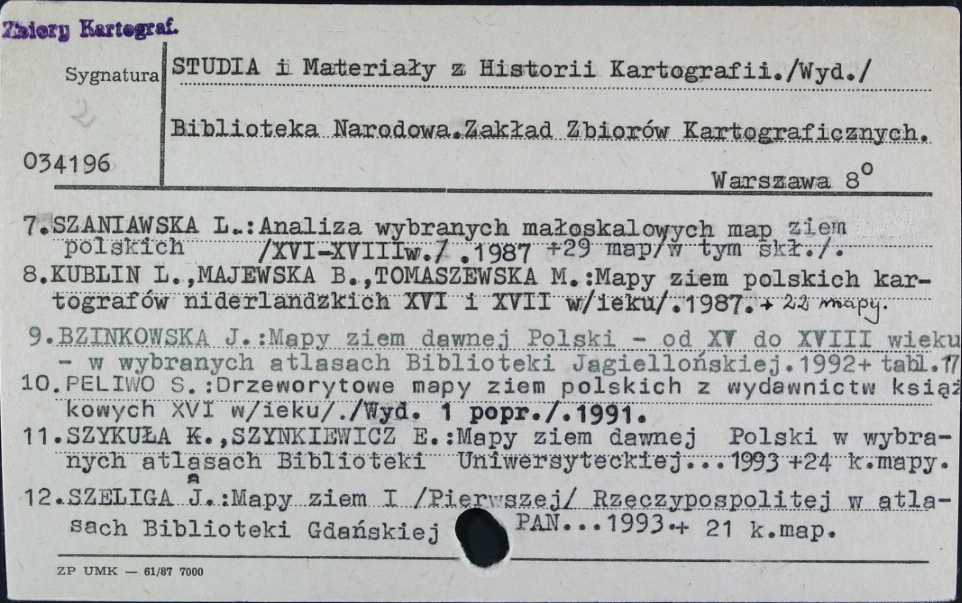 Zbiory Kartograf.
Sygnatura
STUDIA i Materiały z Historii Kartografii./Wyd./
2
Biblioteka Narodowa.Zakład Zbiorów Kartograficznych.
034196
Warszawa 8°
7.SZANIAWSKA L.:Analiza wybranych małoskalowych map ziem
polskich /XVI-XVIIIw./ .1987 +29 map/w tym skł./.
8.KUBLIN L.,MAJEWSKA B.,TOMASZEWSKA M.:Mapy ziem polskich kar-
tografów niderlandzkich XVI i XVII w/ieku/.1987.+ 22 mapy.
9.BZINKOWSKA J.:Mapy ziem dawnej Polski - od XV do XVIII wieku
- w wybranych atlasach Biblioteki Jagiellońskiej.1992+ tabl.17
10.PELIWO S.:Drzeworytowe mapy ziem polskich z wydawnictw książ
kowych XVI w/ieku/./Wyd. 1 popr./.1991.
11.SZYKUŁA K.,SZYNKIEWICZ E.:Mapy ziem dawnej Polski w wybra-
nych atlasach Biblioteki Uniwersyteckiej...1993 +24 k.mapy.
a
12.SZELIGA J.:Mapy ziem I /Pierwszej/ Rzeczypospolitej w atla-
sach Biblioteki Gdańskiej PAN...1993.+ 21 k.map.
ZP UMK — 61/87 7000